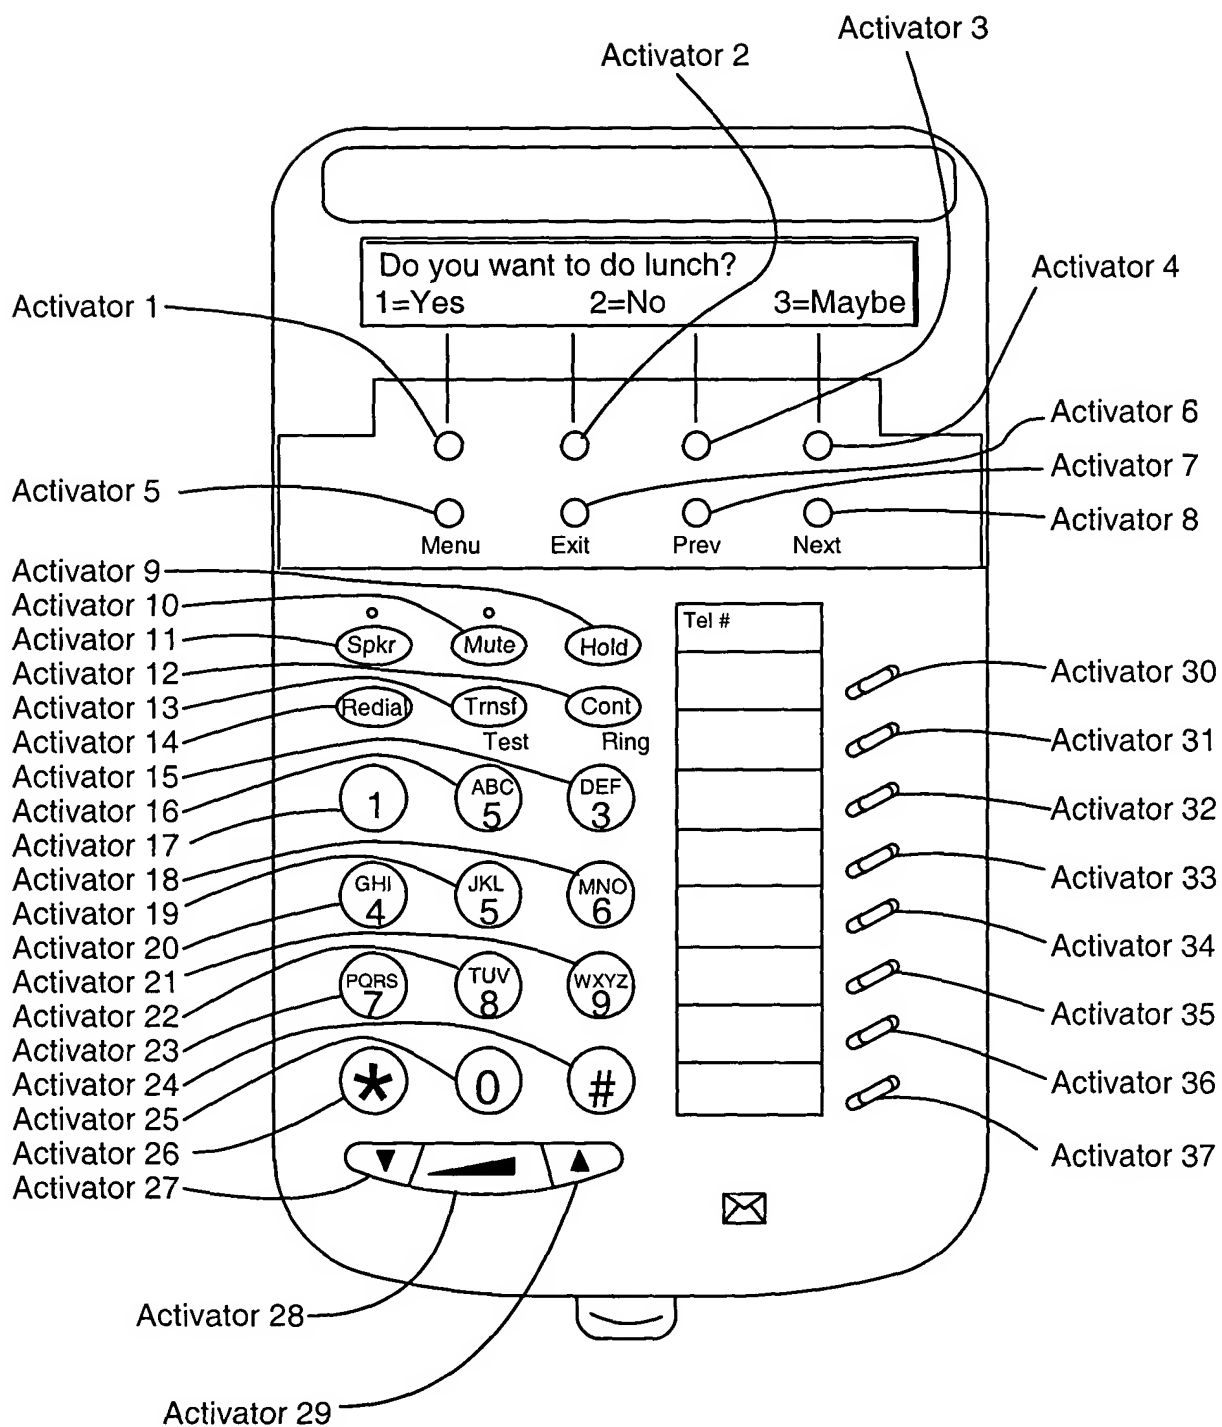 Activator 3
Activator 2
Do you want to do lunch?
1=Yes 2=No 3=Maybe
Activator 4
Activator 1
Activator 6
Activator 7
Activator 5
Activator 8
Menu Exit Prev Next
Activator 9
Activator 10
Activator 11
Activator 12
Activator 13
Activator 14
Activator 15
Activator 16
Activator 17
Activator 18
Activator 19
Activator 20
Activator 21
Activator 22
Activator 23
Activator 24
Activator 25
Activator 26
Activator 27
Spkr Mute Hold
Redial Trnsf Cont
Test Ring
1 ABC 5 DEF 3
GHI 4 JKL 5 MNO 6
PQRS 7 TUV 8 WXYZ 9
* 0 #
Tel #
Activator 30
Activator 31
Activator 32
Activator 33
Activator 34
Activator 35
Activator 36
Activator 37
Activator 28
Activator 29